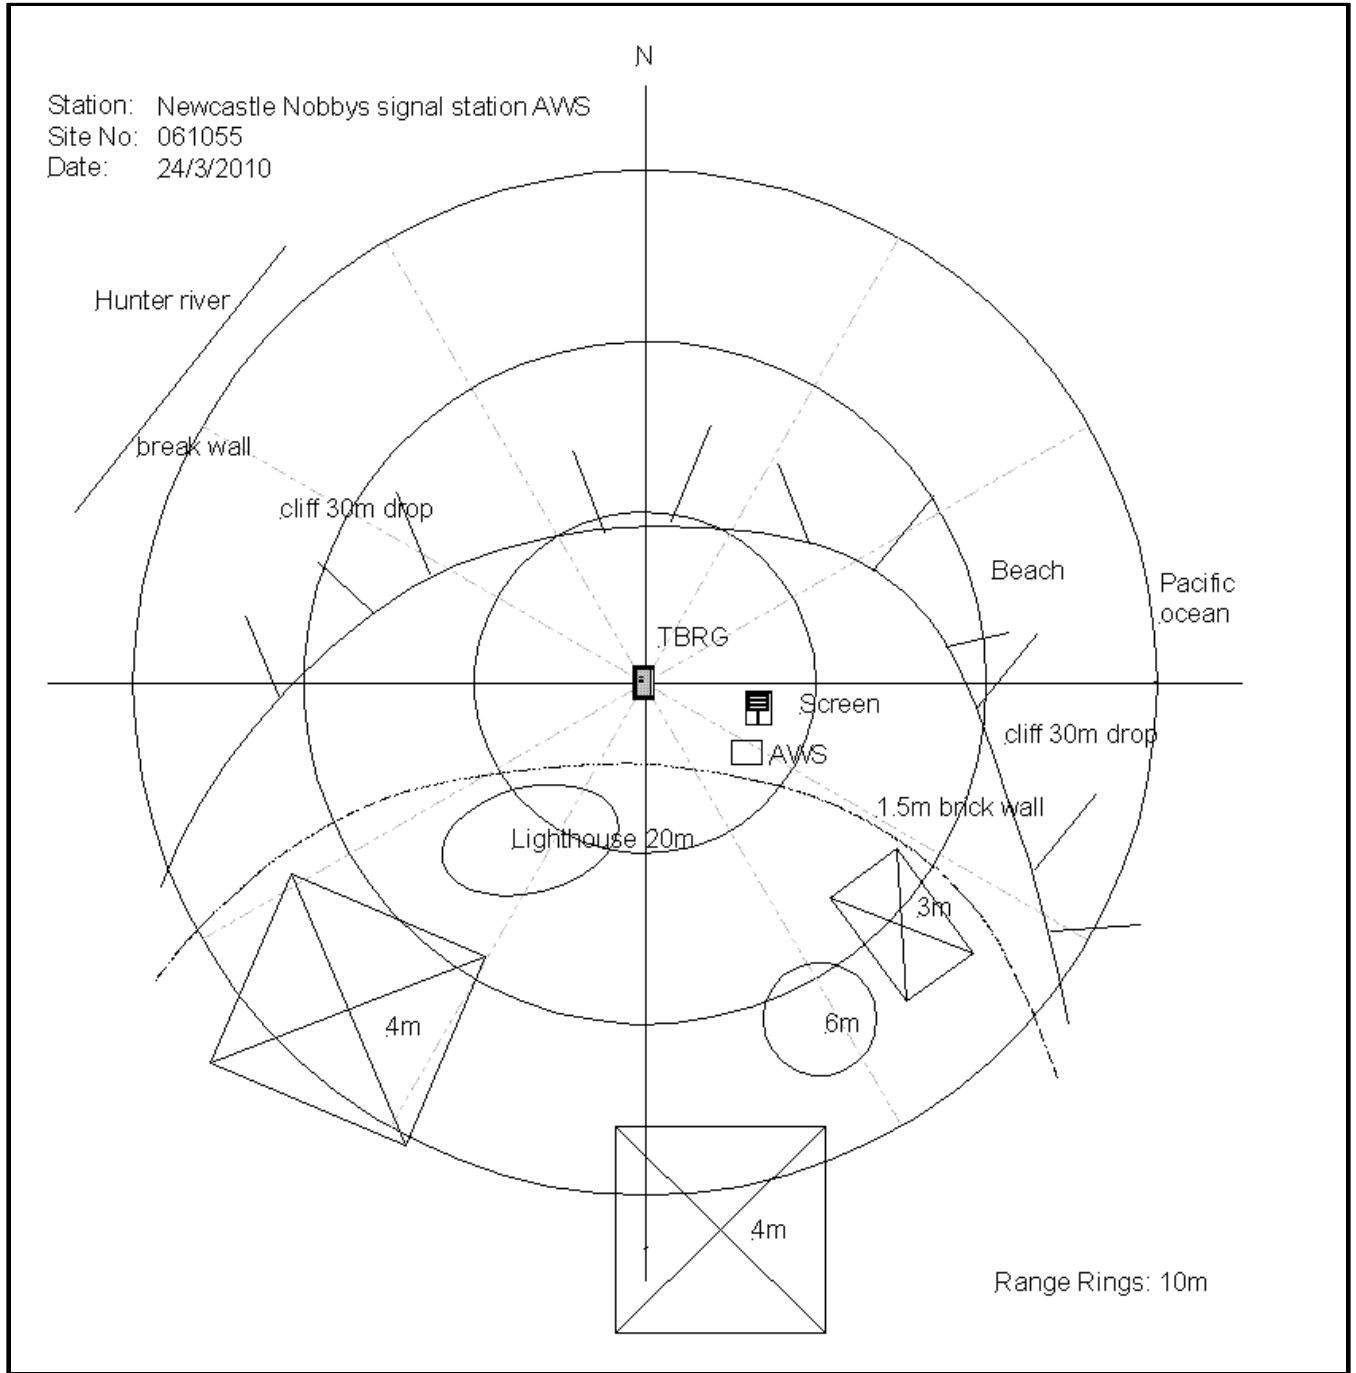 N
Station: Newcastle Nobbys signal station AWS
Site No: 061055
Date: 24/3/2010
Hunter river
break wall
cliff 30m drop
Beach
Pacific
ocean
TBRG
Screen
cliff 30m drop
AWS
1.5m brick wall
Lighthouse 20m
3m
4m
6m
4m
Range Rings: 10m